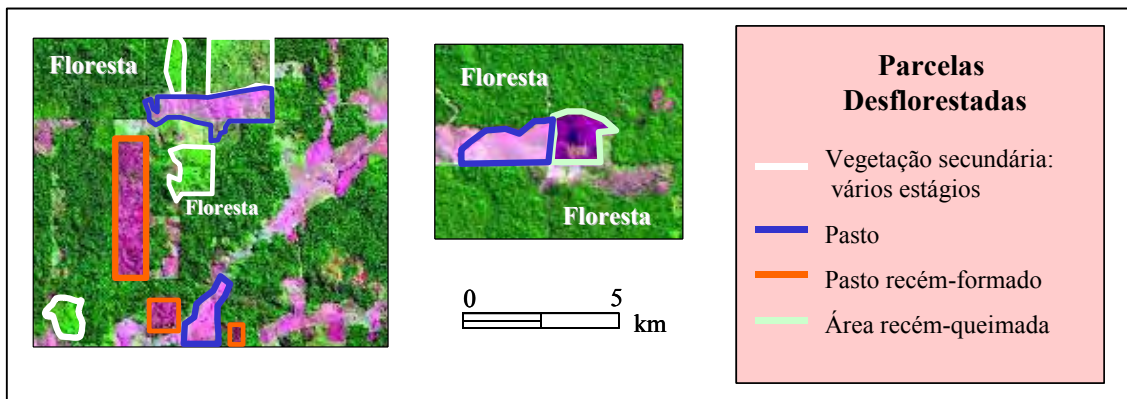 Floresta
Floresta
Floresta
Floresta
0 5
km
Parcelas
Desflorestadas
Vegetação secundária:
vários estágios
Pasto
Pasto recém-formado
Área recém-queimada